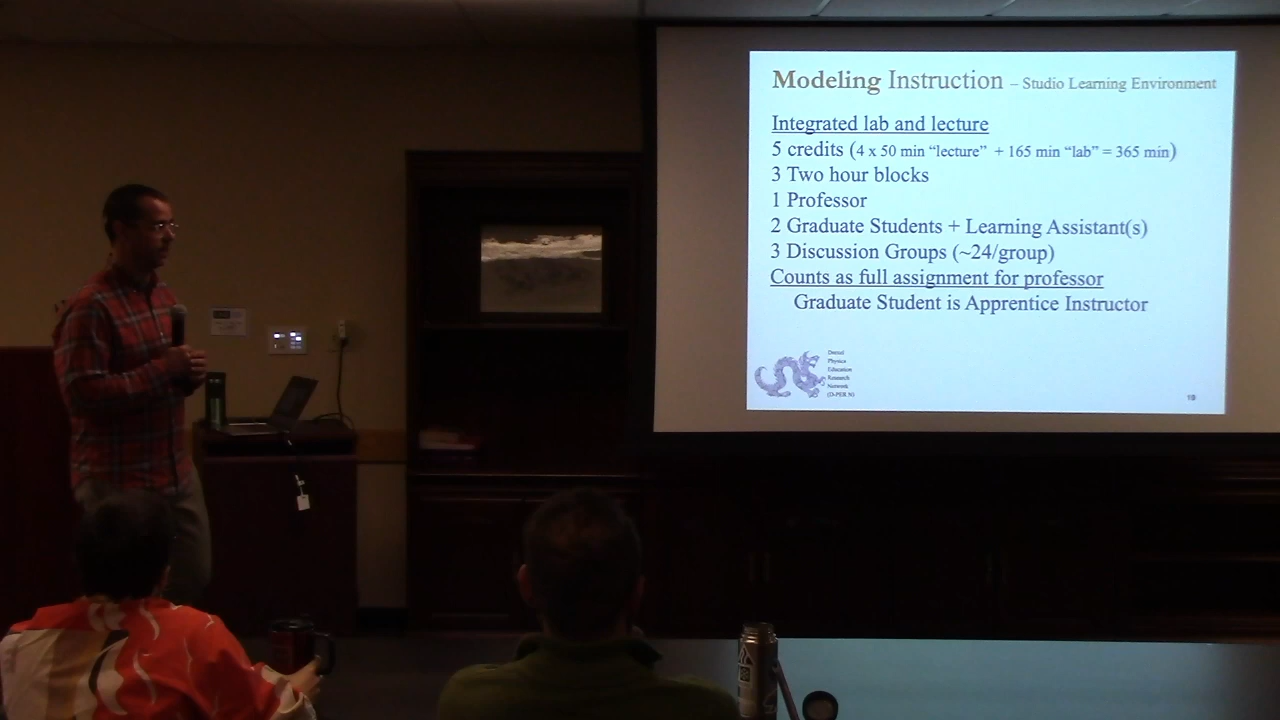 Modeling Instruction – Studio Learning Environment
Integrated lab and lecture
5 credits (4 x 50 min “lecture” + 165 min “lab” = 365 min)
3 Two hour blocks
1 Professor
2 Graduate Students + Learning Assistant(s)
3 Discussion Groups (~24/group)
Counts as full assignment for professor
Graduate Student is Apprentice Instructor
Drexel
Physics
Education
Research
Network
(D-PER N)